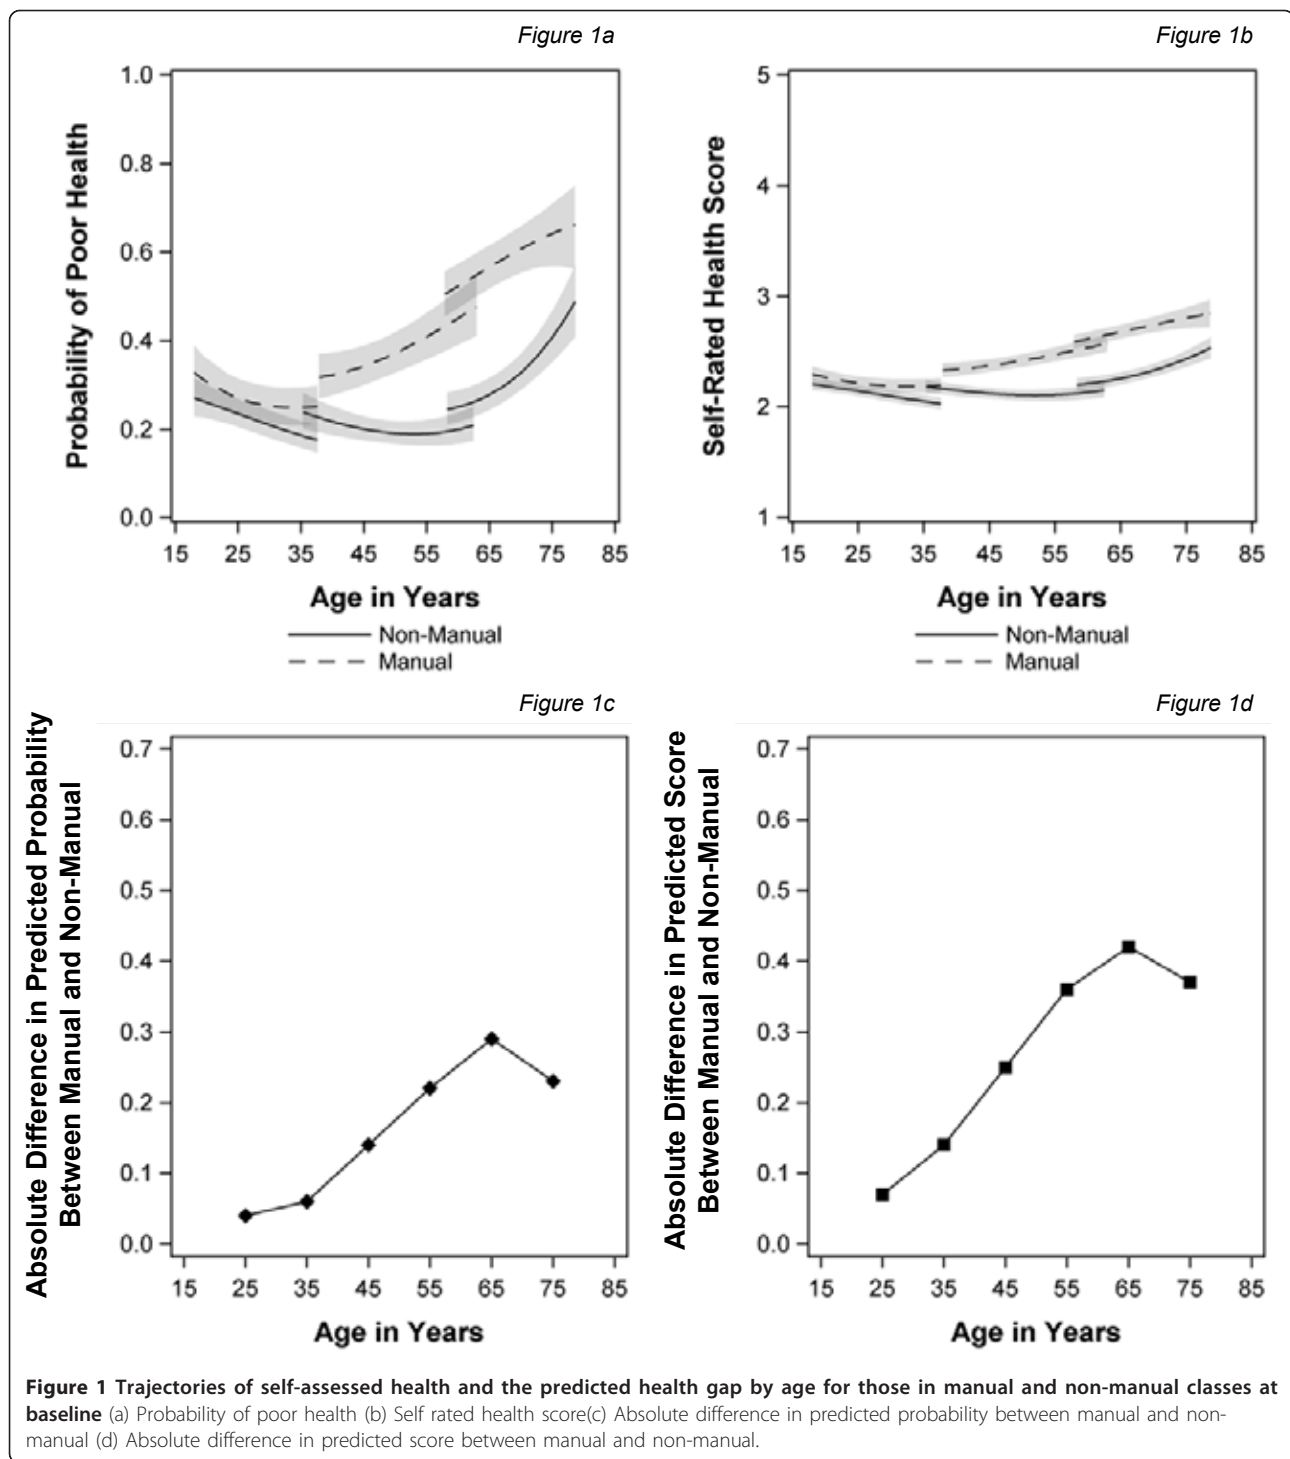 Figure 1a
Probability of Poor Health
1.0
0.8
0.6
0.4
0.2
0.0
15 25 35 45 55 65 75 85
Age in Years
Non-Manual
Manual
Figure 1b
Self-Rated Health Score
5
4
3
2
1
15 25 35 45 55 65 75 85
Age in Years
Non-Manual
Manual
Figure 1c
Absolute Difference in Predicted Probability
Between Manual and Non-Manual
0.7
0.6
0.5
0.4
0.3
0.2
0.1
0.0
15 25 35 45 55 65 75 85
Age in Years
Figure 1d
Absolute Difference in Predicted Score
Between Manual and Non-Manual
0.7
0.6
0.5
0.4
0.3
0.2
0.1
0.0
15 25 35 45 55 65 75 85
Age in Years
Figure 1 Trajectories of self-assessed health and the predicted health gap by age for those in manual and non-manual classes at
baseline (a) Probability of poor health (b) Self rated health score(c) Absolute difference in predicted probability between manual and non-
manual (d) Absolute difference in predicted score between manual and non-manual.